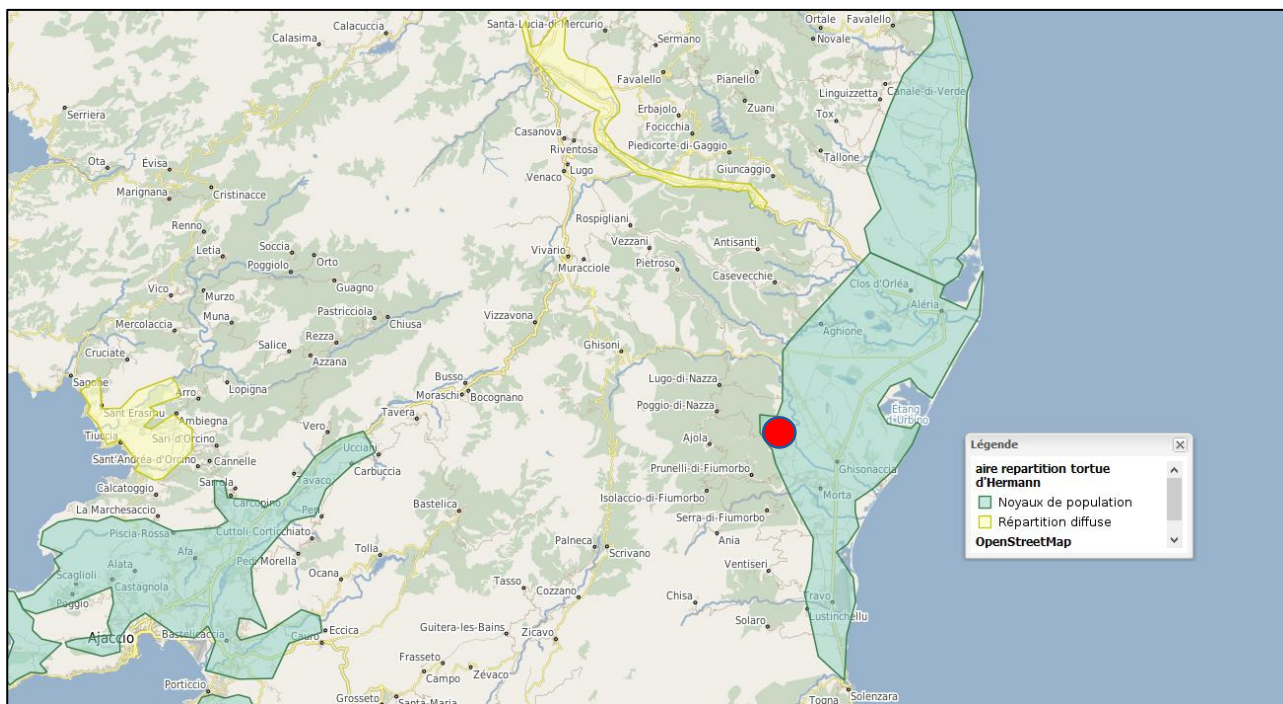 Calacuccia
Santa-Lucia-di-Mercurio
Ortale
Favalello
Calasima
Sermano
Novale
Favalello
Pianello
Linguizzetta
Canale-di-Verde
Serriera
Erbajolo
Zuani
Tox
Casanova
Focicchia
Riventosa
Piedicorte-di-Gaggio
Tallone
Ota
Évisa
Lugo
Venaco
Giuncaggio
Marignana
Cristinacce
Rospigliani
Renno
Letia
Soccia
Orto
Vivario
Vezzani
Antisanti
Poggiolo
Muracciole
Pietroso
Casevecchie
Guagno
Vico
Murzo
Clos d'Orléa
Pastricciola
Chiusa
Aléria
Mercolaccia
Muna
Vizzavona
Aghione
Salice
Rezza
Cruciate
Azzana
Ghisoni
Sagone
Lopigna
Busso
Lugo-di-Nazza
Arro
Moraschi
Bocognano
Sant Erasmu
Ambiegna
Tavera
Poggio-di-Nazza
Étang
d'Urbino
Tiuccia
Sari-d'Orcino
Vero
Ucciani
Ajola
Légende
Sant'Andréa-d'Orcino
Cannelle
Carbuccia
Prunelli-di-Fiumorbo
Ghisonaccia
aire repartition tortue
d'Hermann
Calcatoggio
Sarrola
Tavaco
Carcopino
Bastelica
Isolaccio-di-Fiumorbo
Morta
Noyaux de population
La Marchesaccio
Peri
Serra-di-Fiumorbo
Répartition diffuse
Piscia-Rossa
Cuttoli-Corticchiato
Ania
OpenStreetMap
Afa
Palneca
Scrivano
Alata
Tolla
Ventiseri
Scaglioli
Castagnola
Ocana
Tasso
Poggio
Cozzano
Chisa
Travo
Lustinchellu
Ajaccio
Bastelicaccia
Eccica
Guitera-les-Bains
Solaro
Cauro
Zicavo
Frasseto
Campo
Zévaco
Porticcio
Grosseto
Santa-Maria
Togna
Solenzara